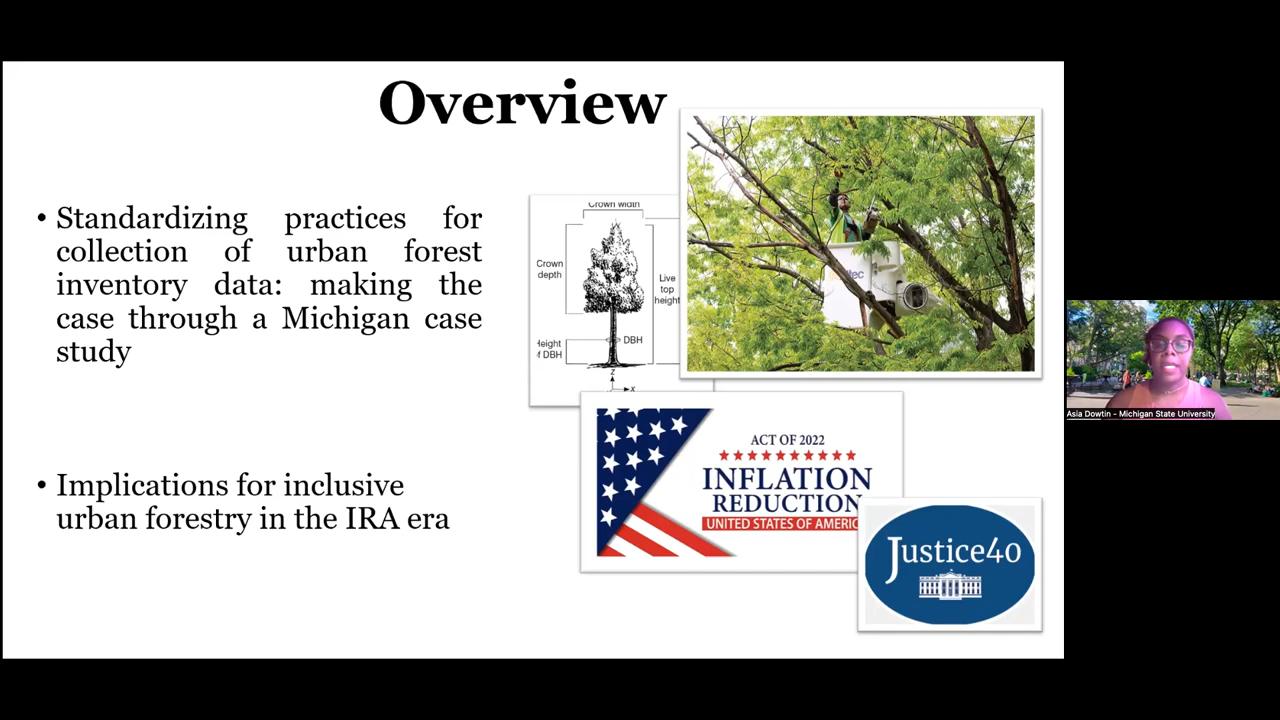 Overview
• Standardizing practices for
collection of urban forest
inventory data: making the
case through a Michigan case
study
• Implications for inclusive
urban forestry in the IRA era
Crown width
Crown
depth
Live
top
height
DBH
Height
of DBH
z
x
ACT OF 2022
INFLATION
REDUCTION
UNITED STATES OF AMERIC
Justice40
Asia Dowtin - Michigan State University